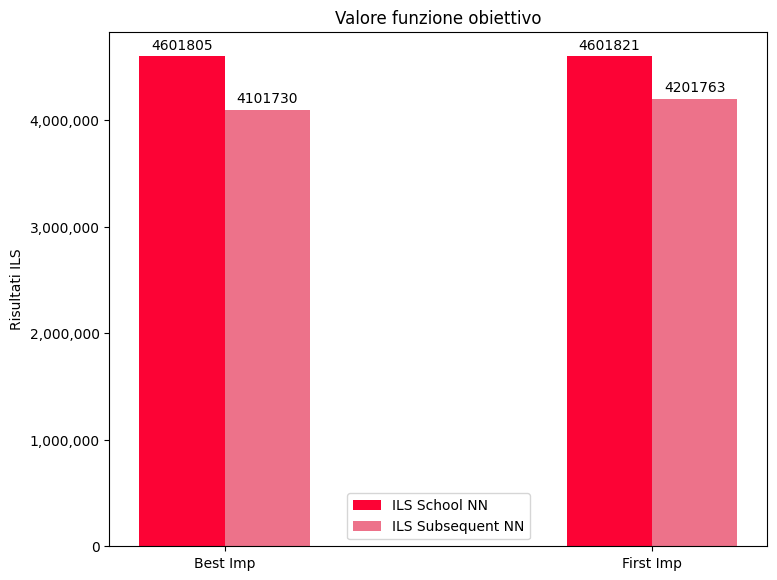 Valore funzione obiettivo
4601805
4101730
4601821
4201763
4,000,000
3,000,000
2,000,000
1,000,000
0
Risultati ILS
ILS School NN
ILS Subsequent NN
Best Imp
First Imp